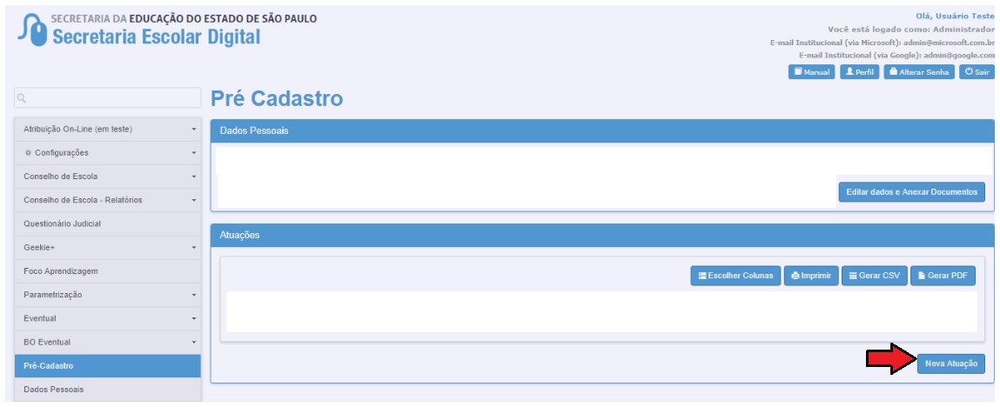 SECRETARIA DA EDUCAÇÃO DO ESTADO DE SÃO PAULO
Secretaria Escolar Digital
Olá, Usuário Teste
Você está logado como: Administrador
E-mail Institucional (via Microsoft): admin@microsoft.com.br
E-mail Institucional (via Google): admin@google.com
Manual
Perfil
Alterar Senha
Sair
Atribuição On-Line (em teste)
Configurações
Conselho de Escola
Conselho de Escola - Relatórios
Questionário Judicial
Geekie+
Foco Aprendizagem
Parametrização
Eventual
BO Eventual
Pré-Cadastro
Dados Pessoais
Pré Cadastro
Dados Pessoais
Editar dados e Anexar Documentos
Atuações
Escolher Colunas
Imprimir
Gerar CSV
Gerar PDF
Nova Atuação